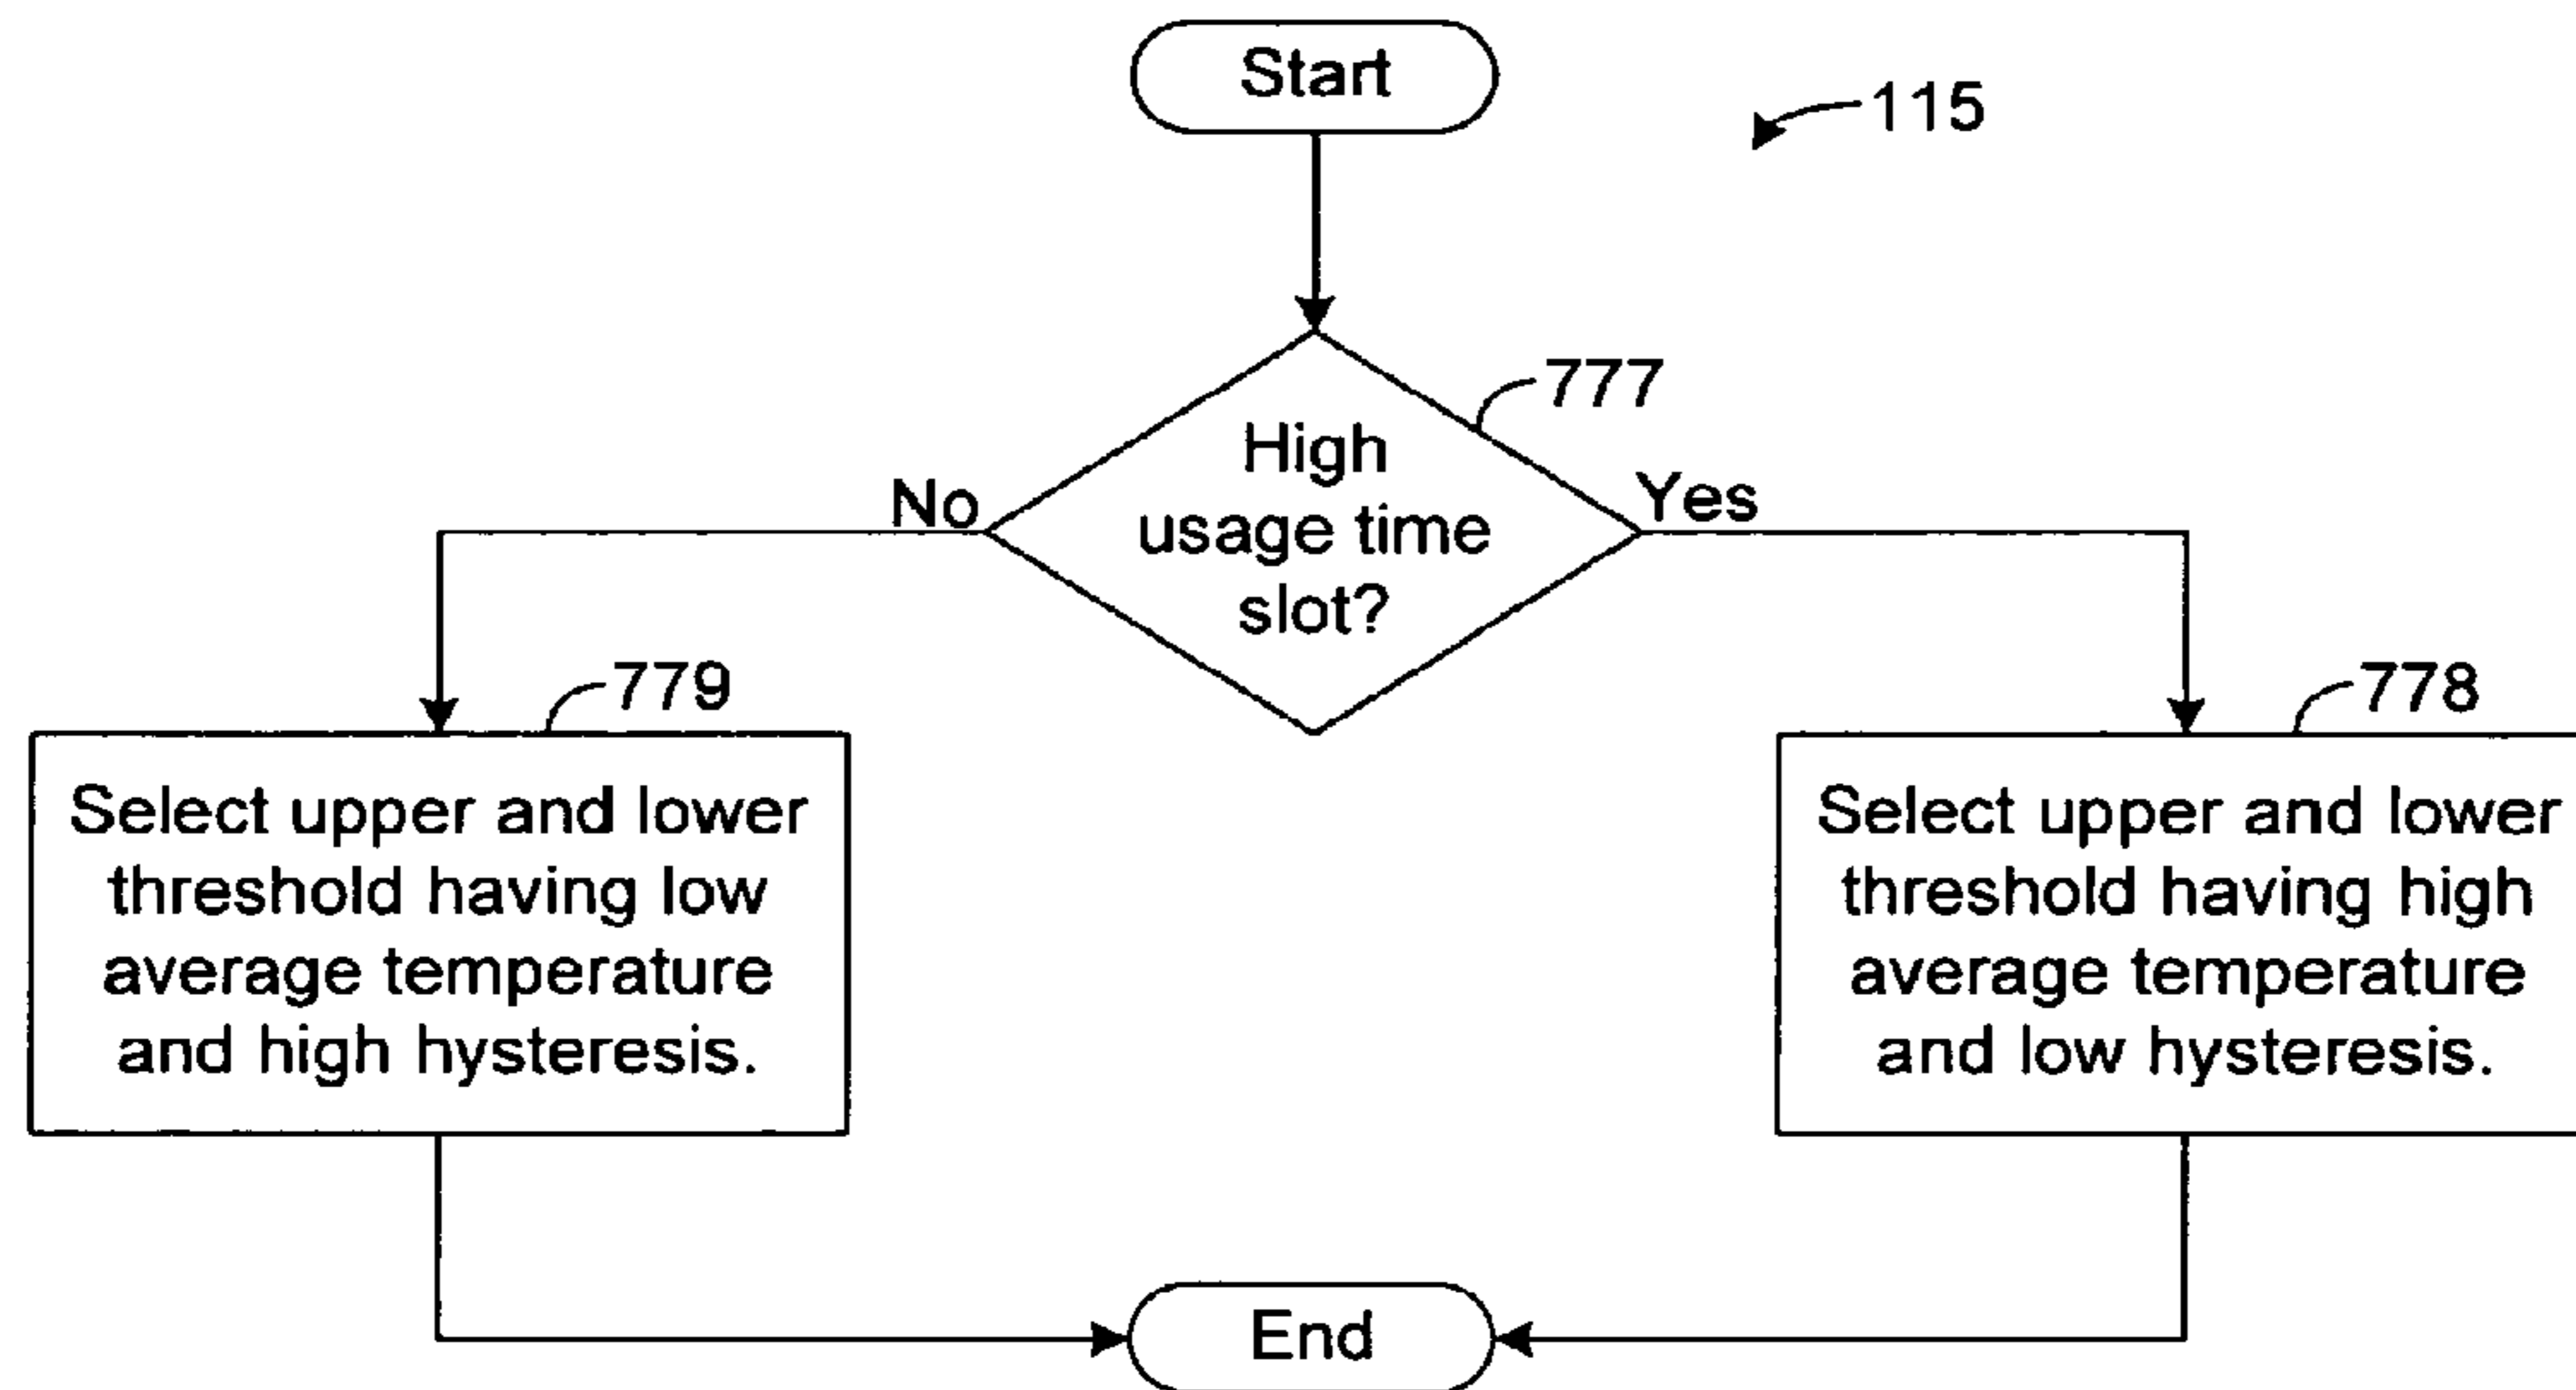 Start
115
777
High
usage time
slot?
No
Yes
779
778
Select upper and lower
threshold having low
average temperature
and high hysteresis.
Select upper and lower
threshold having high
average temperature
and low hysteresis.
End